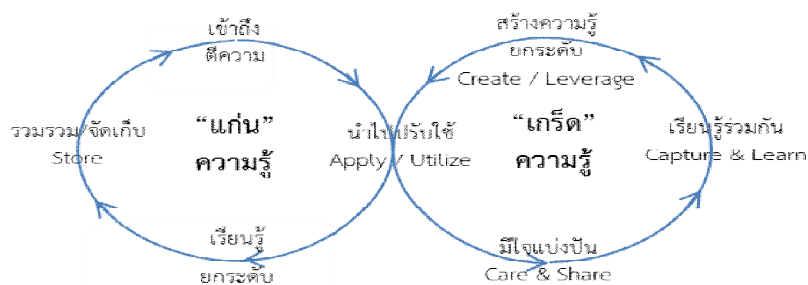 เข้าถึง
ตีความ
รวมรวม/จัดเก็บ
Store
“แก่น”
ความรู้
เรียนรู้
ยกระดับ
นำไปปรับใช้
Apply / Utilize
สร้างความรู้
ยกระดับ
Create / Leverage
“เกร็ด”
ความรู้
เรียนรู้ร่วมกัน
Capture & Learn
มีใจแบ่งปัน
Care & Share